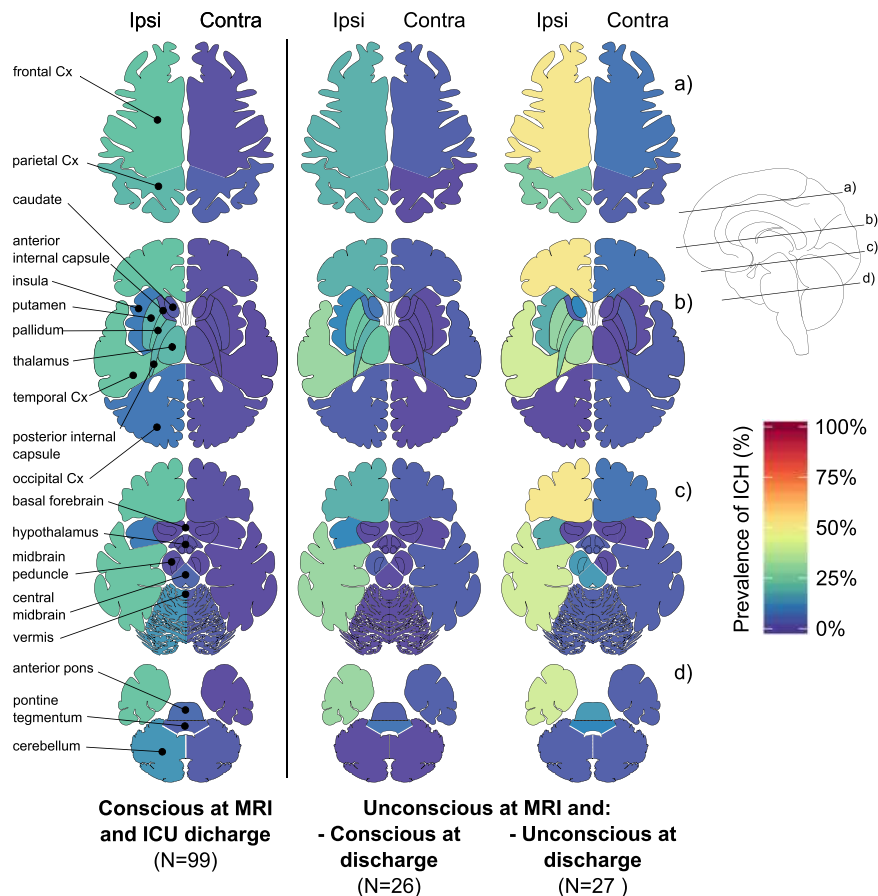 Ipsi Contra Ipsi Contra Ipsi Contra
frontal Cx
a)
parietal Cx
caudate
anterior
internal capsule
insula
putamen
pallidum
thalamus
temporal Cx
posterior internal
capsule
occipital Cx
b)
a)
b)
c)
d)
basal forebrain
hypothalamus
midbrain
peduncle
central
midbrain
vermis
c)
Prevalence of ICH (%)
100%
75%
50%
25%
0%
anterior pons
pontine
tegmentum
cerebellum
d)
Conscious at MRI
and ICU dicharge
(N=99)
Unconscious at MRI and:
- Conscious at
discharge
(N=26)
- Unconscious at
discharge
(N=27 )